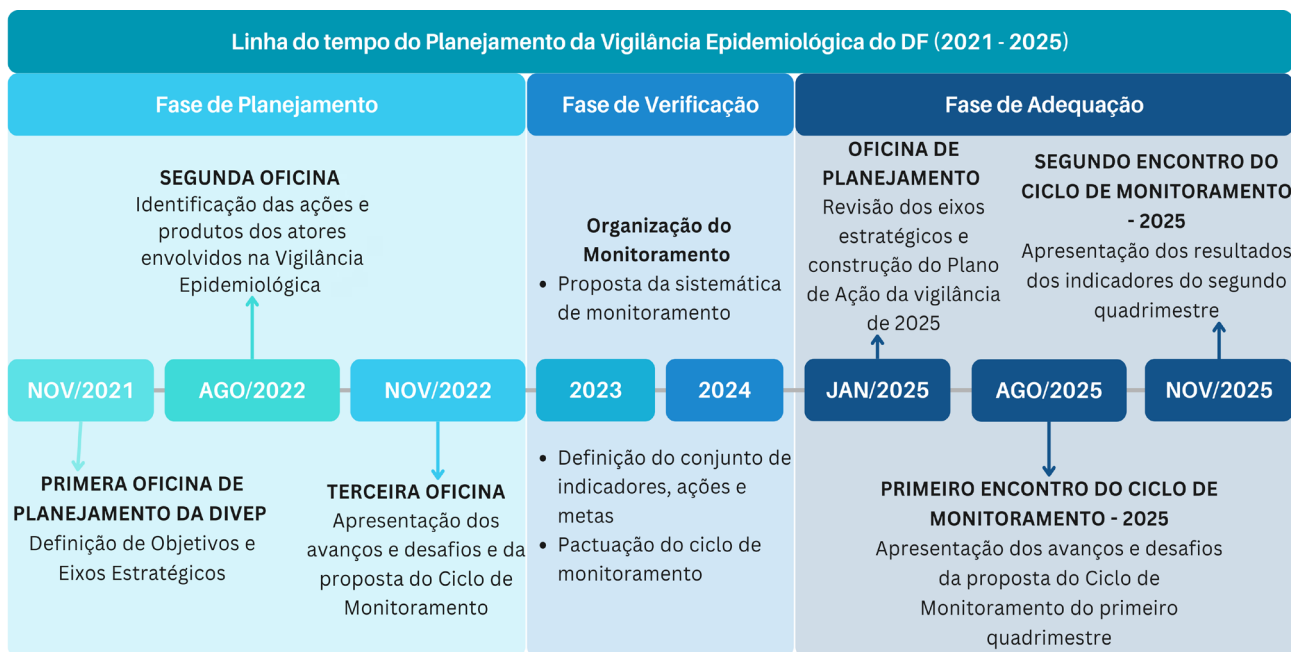 Linha do tempo do Planejamento da Vigilância Epidemiológica do DF (2021 - 2025)
Fase de Planejamento
Fase de Verificação
Fase de Adequação
SEGUNDA OFICINA
Identificação das ações e
produtos dos atores
envolvidos na Vigilância
Epidemiológica
Organização do
Monitoramento
• Proposta da sistemática
de monitoramento
OFICINA DE
PLANEJAMENTO
Revisão dos eixos
estratégicos e
construção do Plano
de Ação da vigilância
de 2025
SEGUNDO ENCONTRO DO
CICLO DE MONITORAMENTO
- 2025
Apresentação dos resultados
dos indicadores do segundo
quadrimestre
NOV/2021
AGO/2022
NOV/2022
2023
2024
JAN/2025
AGO/2025
NOV/2025
PRIMERA OFICINA DE
PLANEJAMENTO DA DIVEP
Definição de Objetivos e
Eixos Estratégicos
TERCEIRA OFICINA
Apresentação dos
avanços e desafios e da
proposta do Ciclo de
Monitoramento
• Definição do conjunto de
indicadores, ações e
metas
• Pactuação do ciclo de
monitoramento
PRIMEIRO ENCONTRO DO CICLO DE
MONITORAMENTO - 2025
Apresentação dos avanços e desafios
da proposta do Ciclo de
Monitoramento do primeiro
quadrimestre